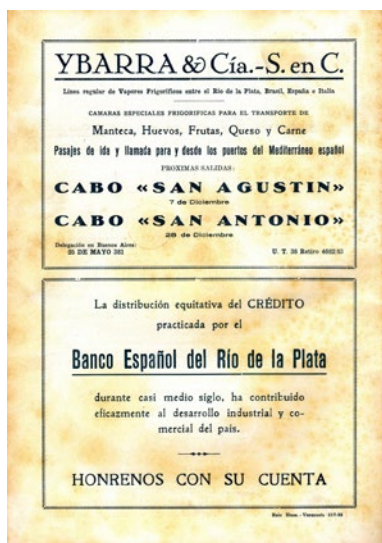 YBARRA & Cía.-S. en C.
Línea regular de Vapores Frigoríficos entre el Río de la Plata, Brasil, España e Italia
CAMARAS ESPECIALES FRIGORIFICAS PARA EL TRANSPORTE DE
Manteca, Huevos, Frutas, Queso y Carne
Pasajes de ida y llamada para y desde los puertos del Mediterráneo español
PROXIMAS SALIDAS:
CABO «SAN AGUSTIN»
7 de Diciembre
CABO «SAN ANTONIO»
28 de Diciembre
Delegación en Buenos Aires:
25 DE MAYO 382 U. T. 38 Retiro
La distribución equitativa del CRÉDITO
practicada por el
Banco Español del Río de la Plata
durante casi medio siglo, ha contribuido
eficazmente al desarrollo industrial y co-
mercial del país.
HONRENOS CON SU CUENTA
Venezuela